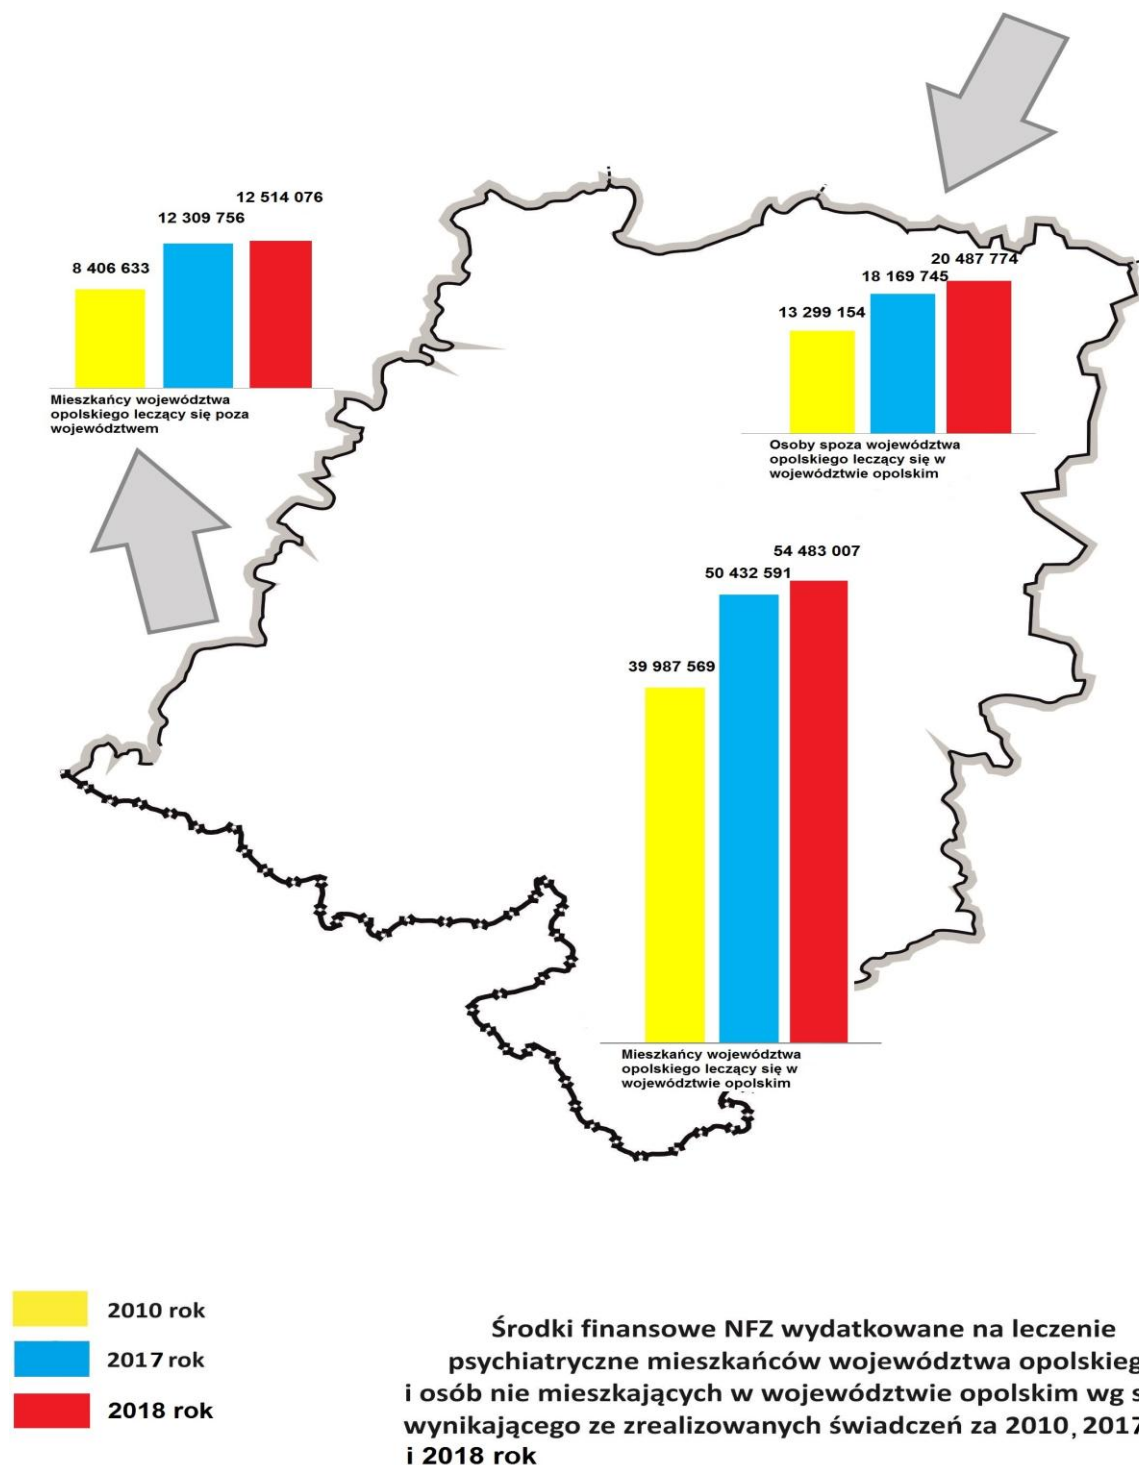 12 514 076
12 309 756
8 406 633
Mieszkańcy województwa
opolskiego leczący się poza
województwem
20 487 774
18 169 745
13 299 154
Osoby spoza województwa
opolskiego leczący się w
województwie opolskim
54 483 007
50 432 591
39 987 569
Mieszkańcy województwa
opolskiego leczący się w
województwie opolskim
2010 rok
2017 rok
2018 rok
Środki finansowe NFZ wydatkowane na leczenie
psychiatryczne mieszkańców województwa opolskieg
i osób nie mieszkających w województwie opolskim wg s
wynikającego ze zrealizowanych świadczeń za 2010, 2017
i 2018 rok